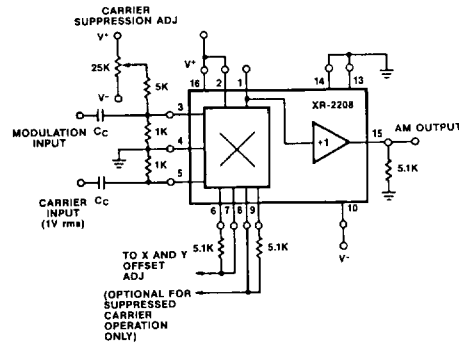 CARRIER
SUPPRESSION ADJ
V+
25K
5K
V-
V+
16
2
1
14
13
XR-2208
MODULATION
INPUT
CC
3
1K
4
1K
5
CARRIER
INPUT
(1V rms)
CC
+1
15
AM OUTPUT
5.1K
6
7
8
9
10
V-
5.1K
5.1K
TO X AND Y
OFFSET
ADJ
(OPTIONAL FOR
SUPPRESSED
CARRIER
OPERATION
ONLY)